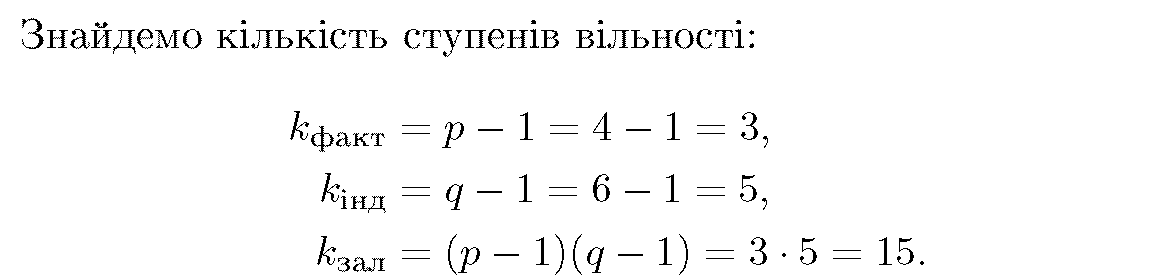 Знайдемо кількість ступенів вільності:
k_факт = p − 1 = 4 − 1 = 3,
k_інд = q − 1 = 6 − 1 = 5,
k_зал = (p − 1)(q − 1) = 3 · 5 = 15.